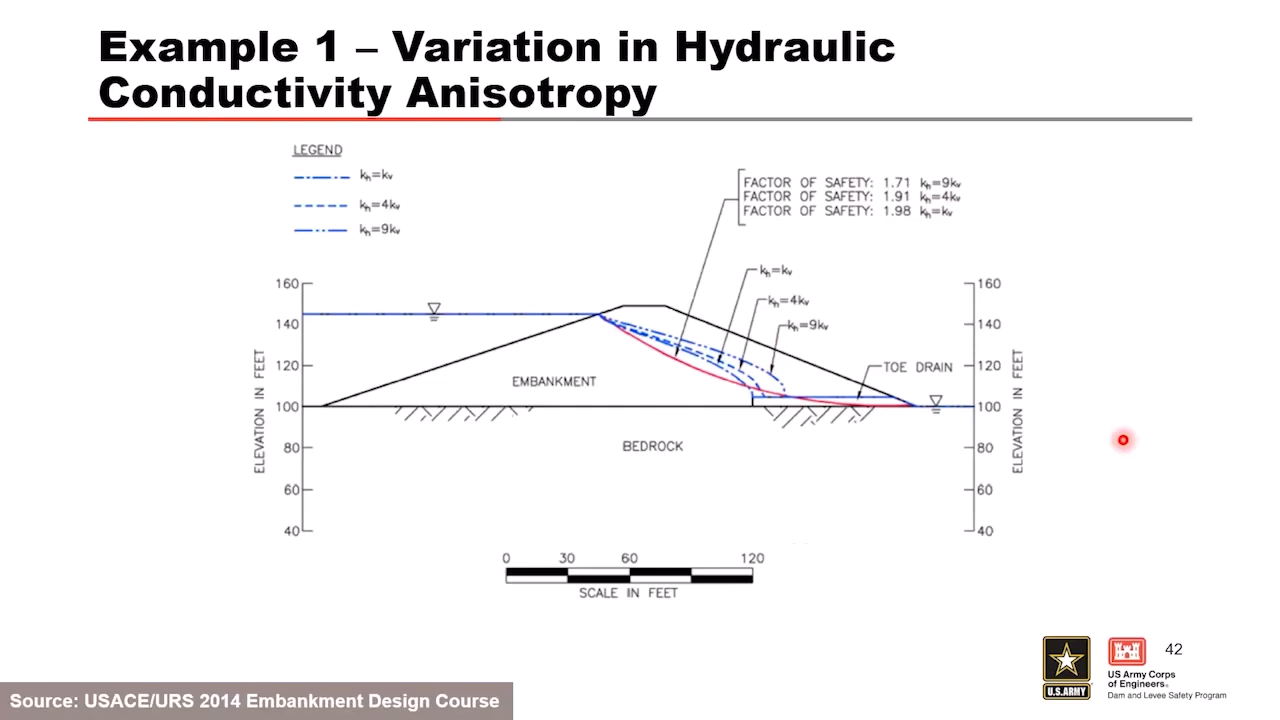 Example 1 – Variation in Hydraulic
Conductivity Anisotropy
LEGEND
kh=kv
kh=4kv
kh=9kv
FACTOR OF SAFETY: 1.71 kh=9kv
FACTOR OF SAFETY: 1.91 kh=4kv
FACTOR OF SAFETY: 1.98 kh=kv
kh=kv
kh=4kv
kh=9kv
160
140
120
100
80
60
40
ELEVATION IN FEET
EMBANKMENT
BEDROCK
TOE DRAIN
160
140
120
100
80
60
40
ELEVATION IN FEET
0 30 60 120
SCALE IN FEET
U.S.ARMY
US Army Corps
of Engineers®
Dam and Levee Safety Program
42
Source: USACE/URS 2014 Embankment Design Course